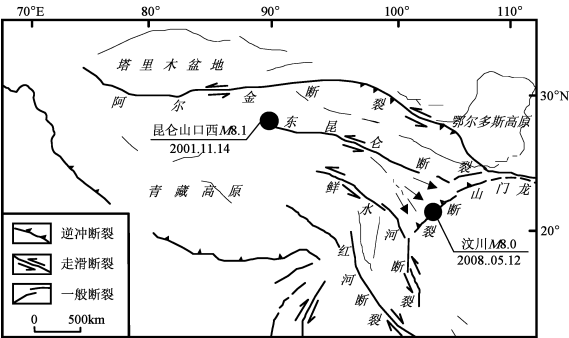 70°E
80°
90°
100°
110°
塔里木盆地
阿尔金断裂
30°N
鄂尔多斯高原
昆仑山口西M8.1
2001.11.14
东昆仑断裂
青藏高原
鲜水河断裂
龙门山断裂
20°
汶川M8.0
2008..05.12
红河断裂
逆冲断裂
走滑断裂
一般断裂
0 500km